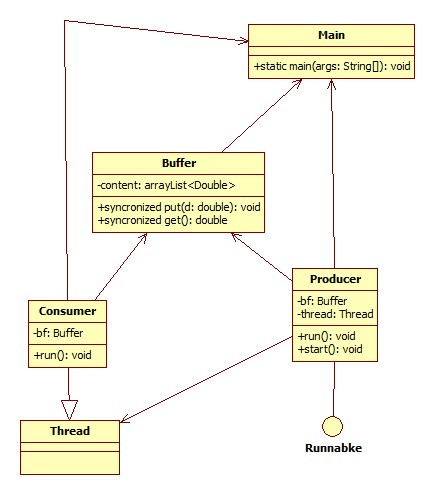 Main
+static main(args: String[]): void
Buffer
-content: arrayList<Double>
+syncronized put(d: double): void
+syncronized get(): double
Producer
-bf: Buffer
-thread: Thread
+run(): void
+start(): void
Consumer
-bf: Buffer
+run(): void
Thread
Runnabke